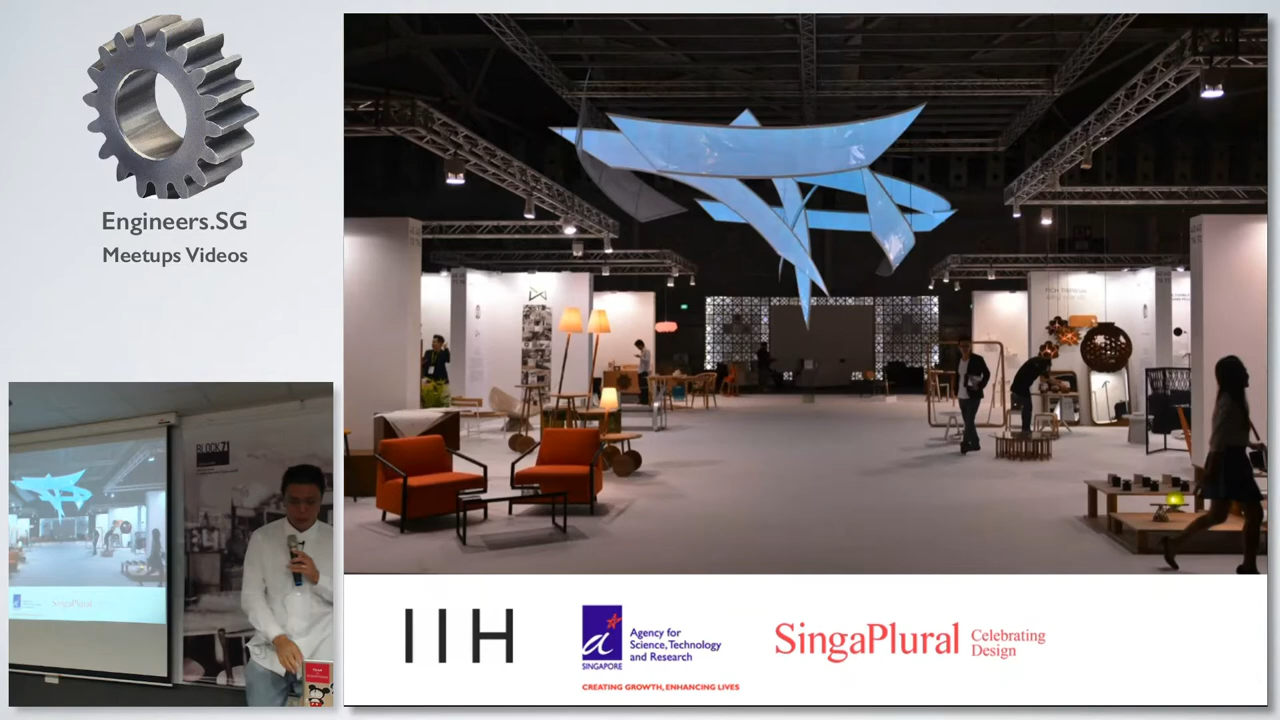 Engineers.SG
Meetups Videos
BLOCK71
IIH
a
SINGAPORE
Agency for
Science, Technology
and Research
CREATING GROWTH, ENHANCING LIVES
SingaPlural
Celebrating
Design
SingaPlural